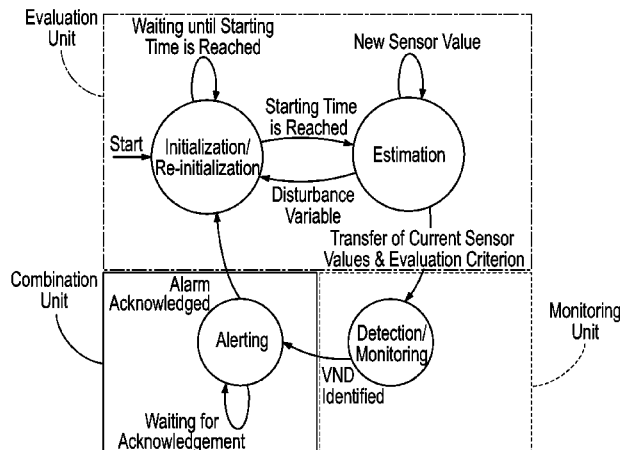 Evaluation
Unit
Waiting until Starting
Time is Reached
New Sensor Value
Start
Initialization/
Re-initialization
Starting Time
is Reached
Estimation
Disturbance
Variable
Transfer of Current Sensor
Values & Evaluation Criterion
Combination
Unit
Alarm
Acknowledged
Alerting
Detection/
Monitoring
Monitoring
Unit
VND
Identified
Waiting for
Acknowledgement